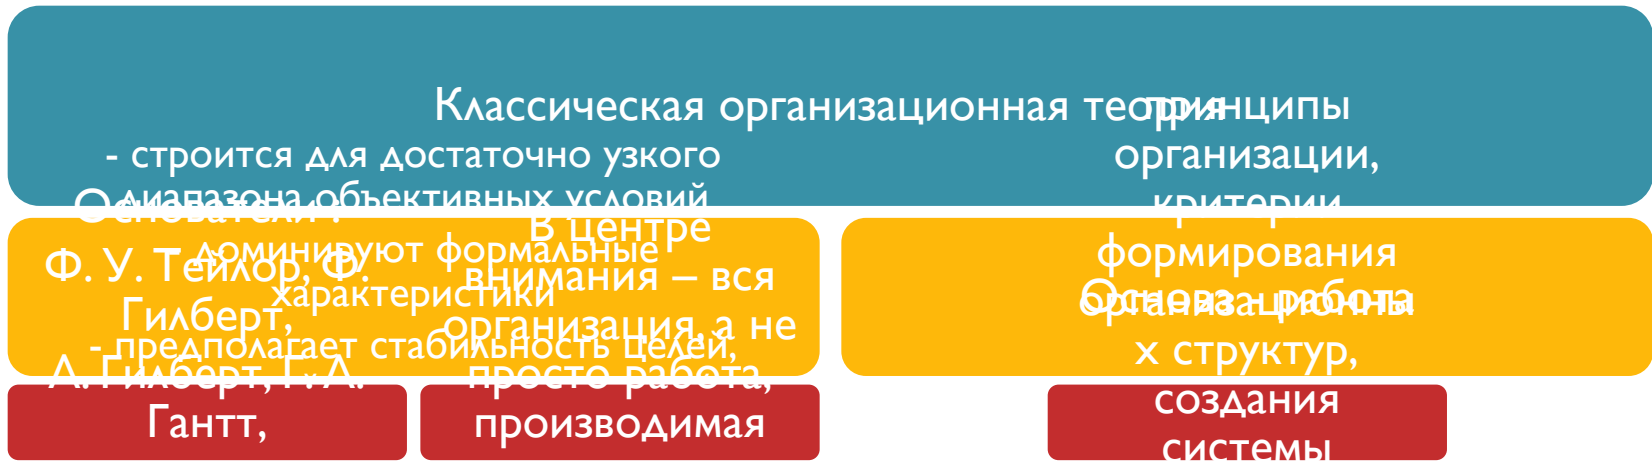 Классическая организационная теория
- строится для достаточно узкого
диапазона объективных условий
- доминируют формальные
характеристики
- предполагает стабильность целей,
Основатели :
Ф. У. Тейлор, Ф.
Гилберт,
Л. Гилберт, Г. Л.
Гантт,
В центре
внимания – вся
организация, а не
просто работа,
производимая
принципы
организации,
критерии
формирования
организационны
х структур,
создания
системы
Основа - работа